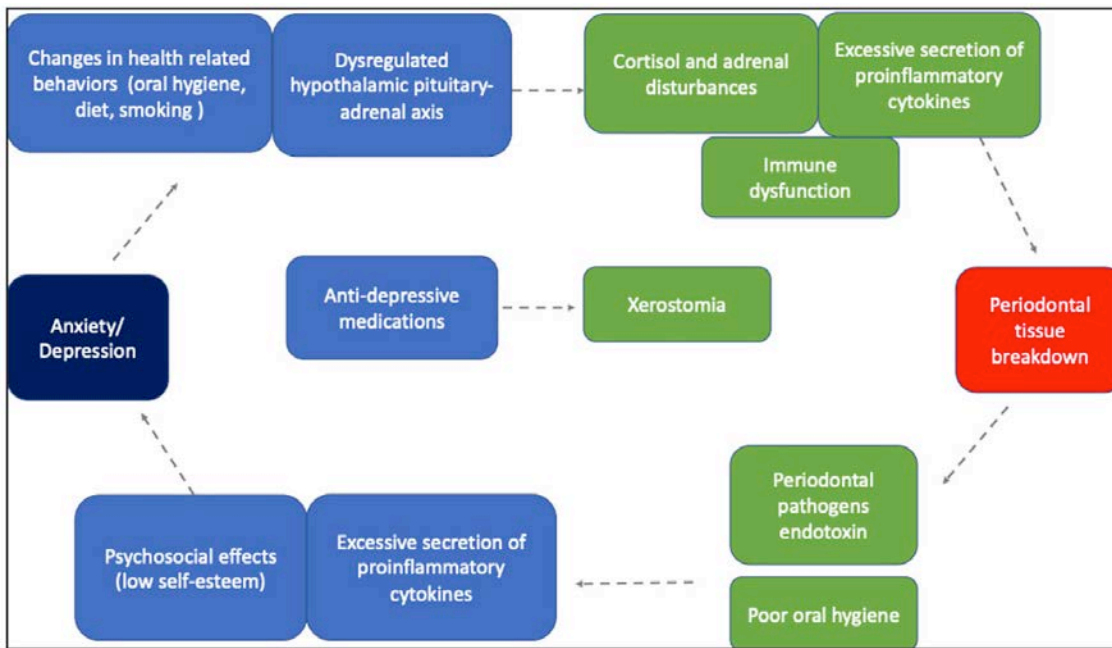 Changes in health related
behaviors (oral hygiene,
diet, smoking )
Dysregulated
hypothalamic pituitary-
adrenal axis
Cortisol and adrenal
disturbances
Excessive secretion of
proinflammatory
cytokines
Immune
dysfunction
Anxiety/
Depression
Anti-depressive
medications
Xerostomia
Periodontal
tissue
breakdown
Psychosocial effects
(low self-esteem)
Excessive secretion of
proinflammatory
cytokines
Periodontal
pathogens
endotoxin
Poor oral hygiene